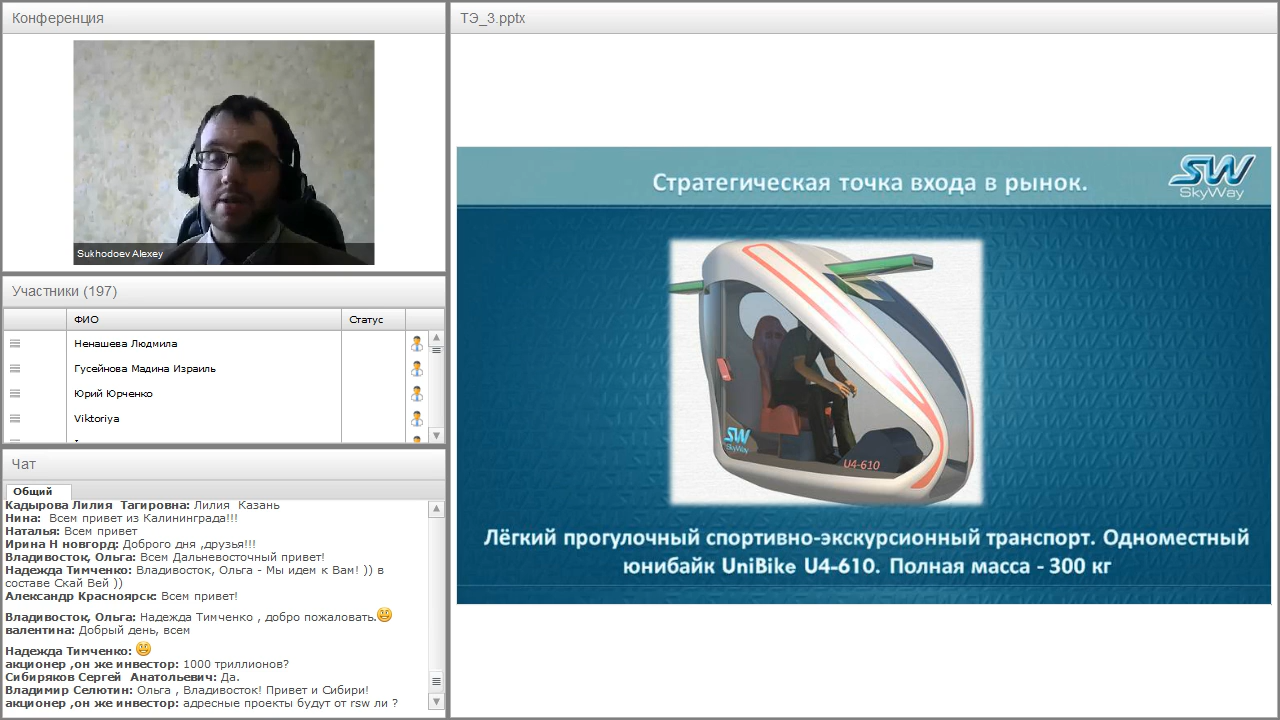 Конференция
Sukhodoev Alexey
Участники (197)
ФИО
Статус
Ненашева Людмила
Гусейнова Мадина Израиль
Юрий Юрченко
Viktoriya
Чат
Общий
Кадырова Лилия Тагировна: Лилия Казань
Нина: Всем привет из Калининграда!!!
Наталья: Всем привет
Ирина Н новгорд: Доброго дня ,друзья!!!
Владивосток, Ольга: Всем Дальневосточный привет!
Надежда Тимченко: Владивосток, Ольга - Мы идем к Вам! )) в
составе Скай Вей ))
Александр Красноярск: Всем привет!
Владивосток, Ольга: Надежда Тимченко , добро пожаловать.
валентина: Добрый день, всем
Надежда Тимченко:
акционер ,он же инвестор: 1000 триллионов?
Сибиряков Сергей Анатольевич: Да.
Владимир Селютин: Ольга , Владивосток! Привет и Сибири!
акционер ,он же инвестор: адресные проекты будут от rsw ли ?
ТЭ_3.pptx
Стратегическая точка входа в рынок.
SW
SkyWay
SW
SkyWay
U4-610
Лёгкий прогулочный спортивно-экскурсионный транспорт. Одноместный
юнибайк UniBike U4-610. Полная масса - 300 кг